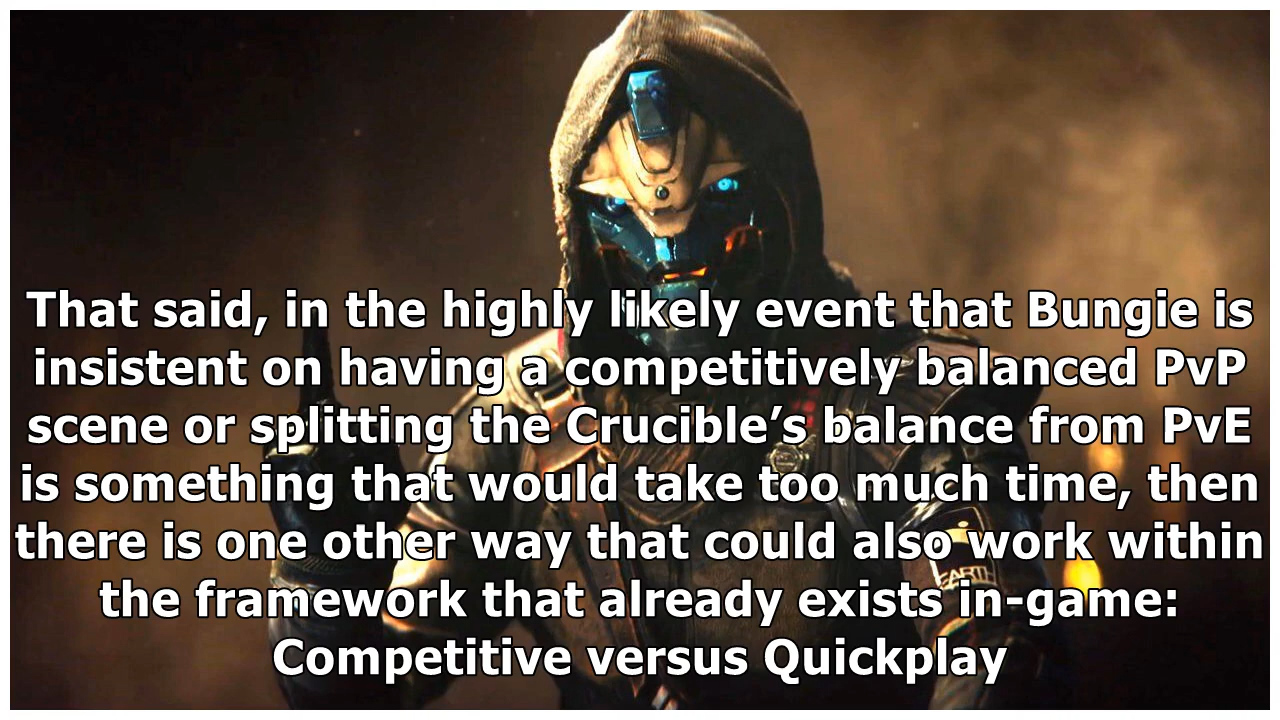 That said, in the highly likely event that Bungie is
insistent on having a competitively balanced PvP
scene or splitting the Crucible’s balance from PvE
is something that would take too much time, then
there is one other way that could also work within
the framework that already exists in-game:
Competitive versus Quickplay
EARTH